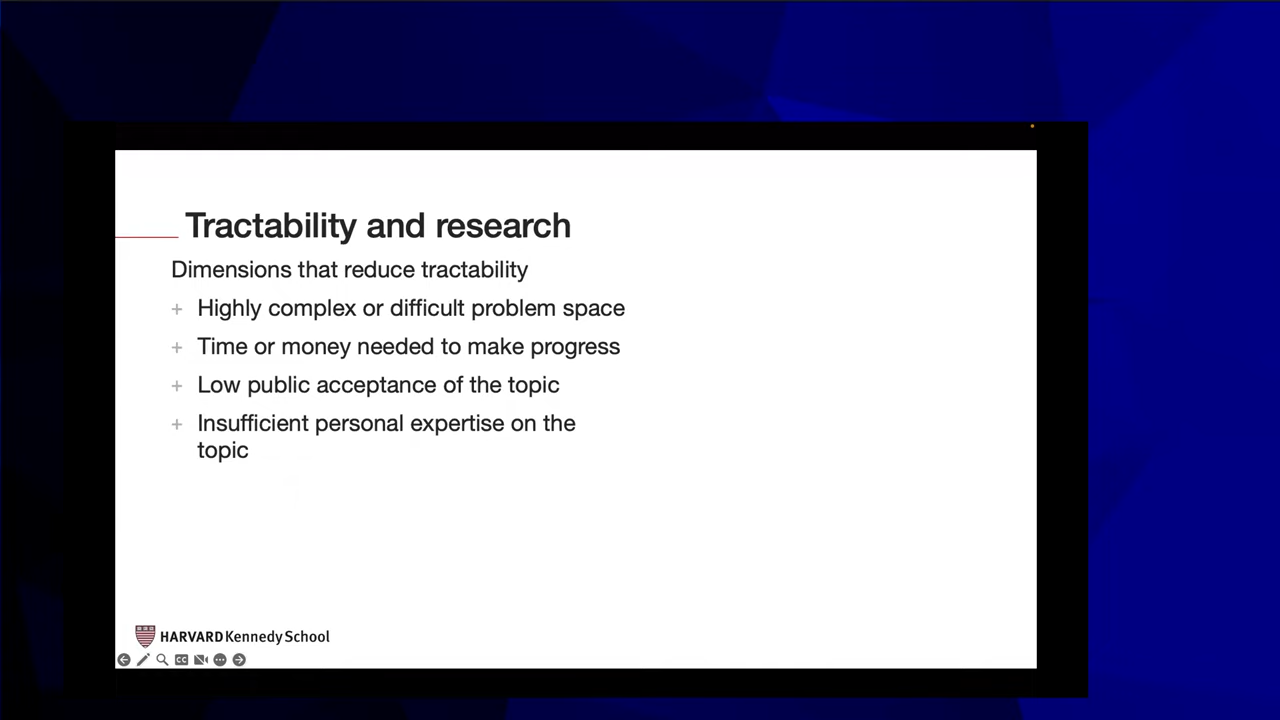 Tractability and research
Dimensions that reduce tractability
+ Highly complex or difficult problem space
+ Time or money needed to make progress
+ Low public acceptance of the topic
+ Insufficient personal expertise on the
topic
HARVARD Kennedy School
CC